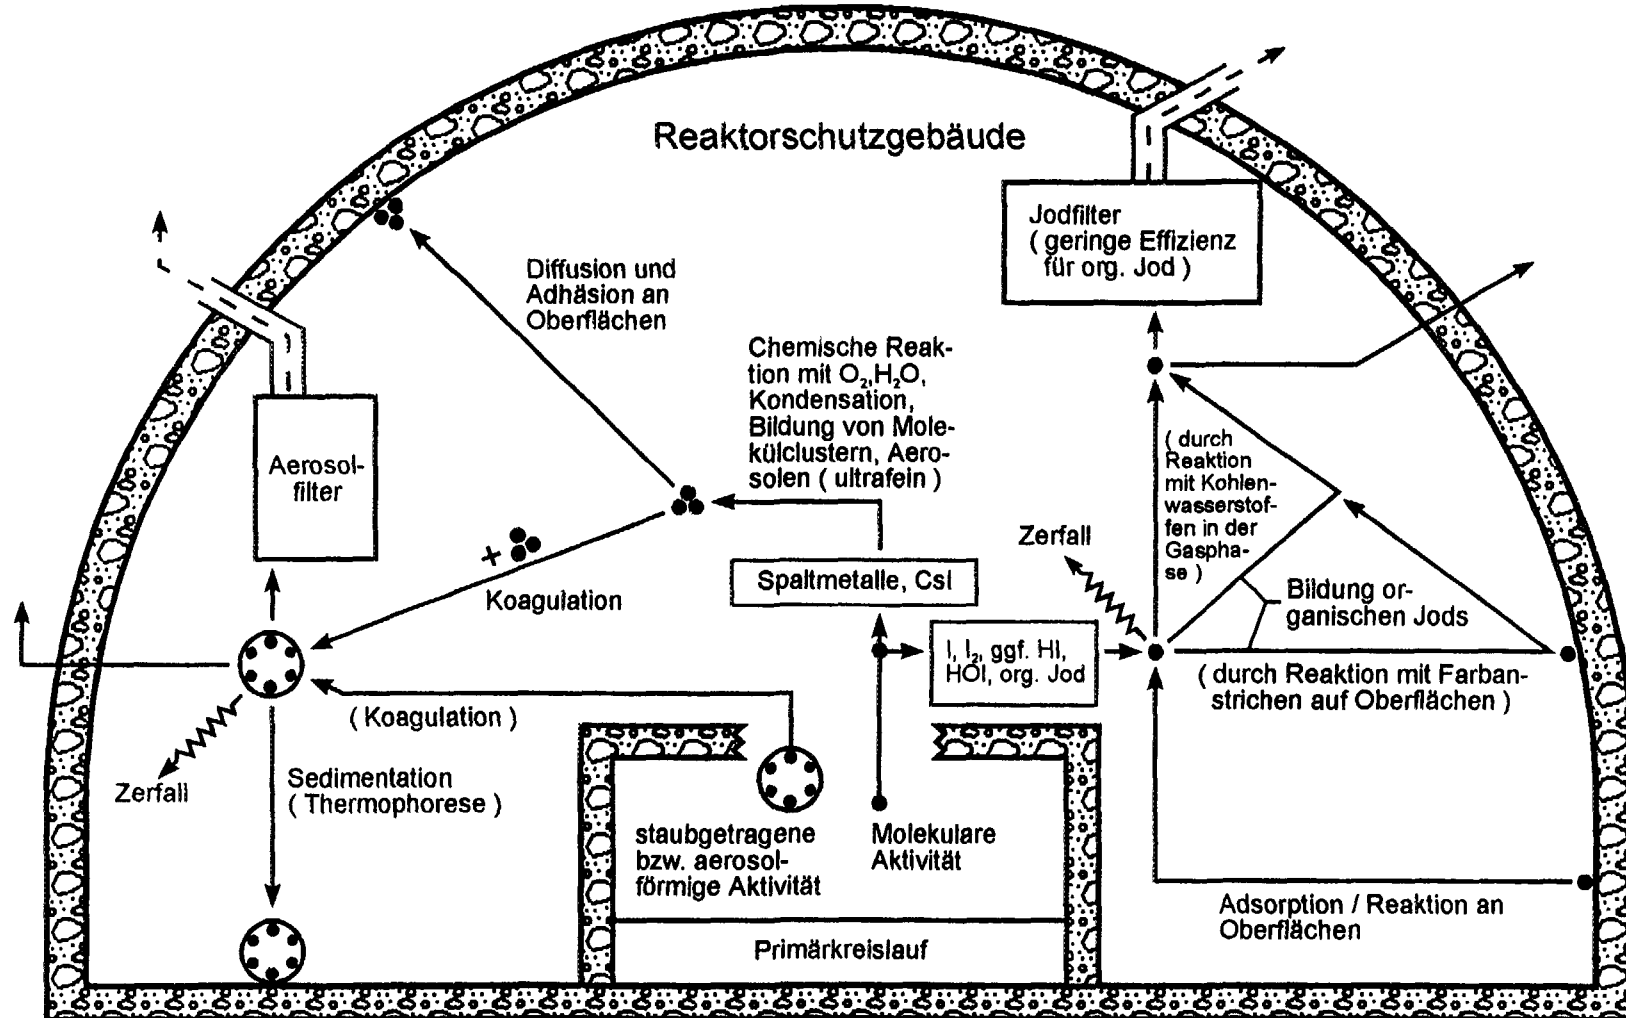 Reaktorschutzgebäude
Jodfilter
( geringe Effizienz
für org. Jod )
Diffusion und
Adhäsion an
Oberflächen
Chemische Reak-
tion mit O₂,H₂O,
Kondensation,
Bildung von Mole-
külclustern, Aero-
solen ( ultrafein )
Aerosol-
filter
( durch
Reaktion
mit Kohlen-
wasserstof-
fen in der
Gaspha-
se )
Zerfall
+
Koagulation
Spaltmetalle, CsI
Bildung or-
ganischen Jods
I, I₂, ggf. HI,
HOI, org. Jod
( durch Reaktion mit Farban-
strichen auf Oberflächen )
( Koagulation )
Zerfall
Sedimentation
( Thermophorese )
staubgetragene
bzw. aerosol-
förmige Aktivität
Molekulare
Aktivität
Adsorption / Reaktion an
Oberflächen
Primärkreislauf